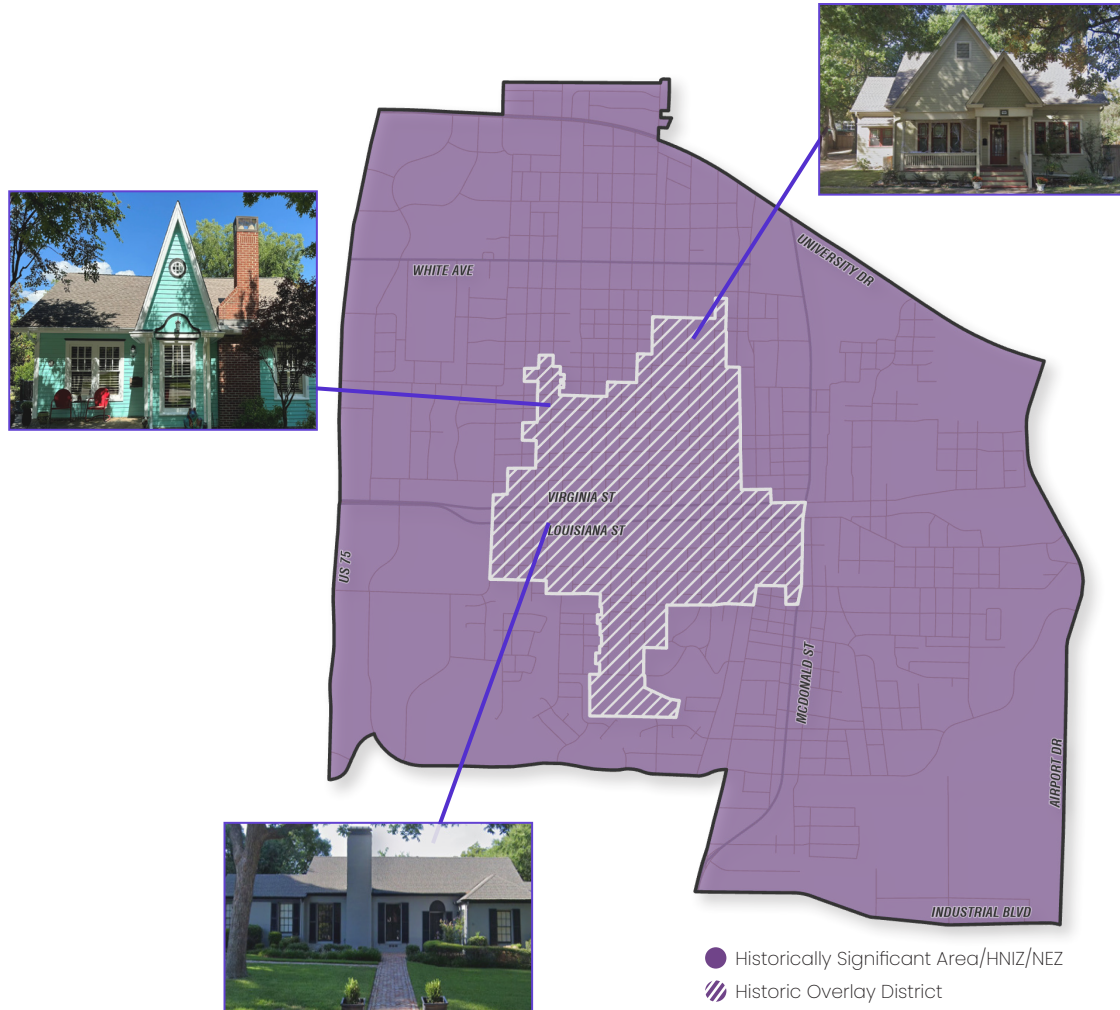 UNIVERSITY DR
WHITE AVE
VIRGINIA ST
LOUISIANA ST
US 75
MCDONALD ST
AIRPORT DR
INDUSTRIAL BLVD
Historically Significant Area/HNIZ/NEZ
Historic Overlay District